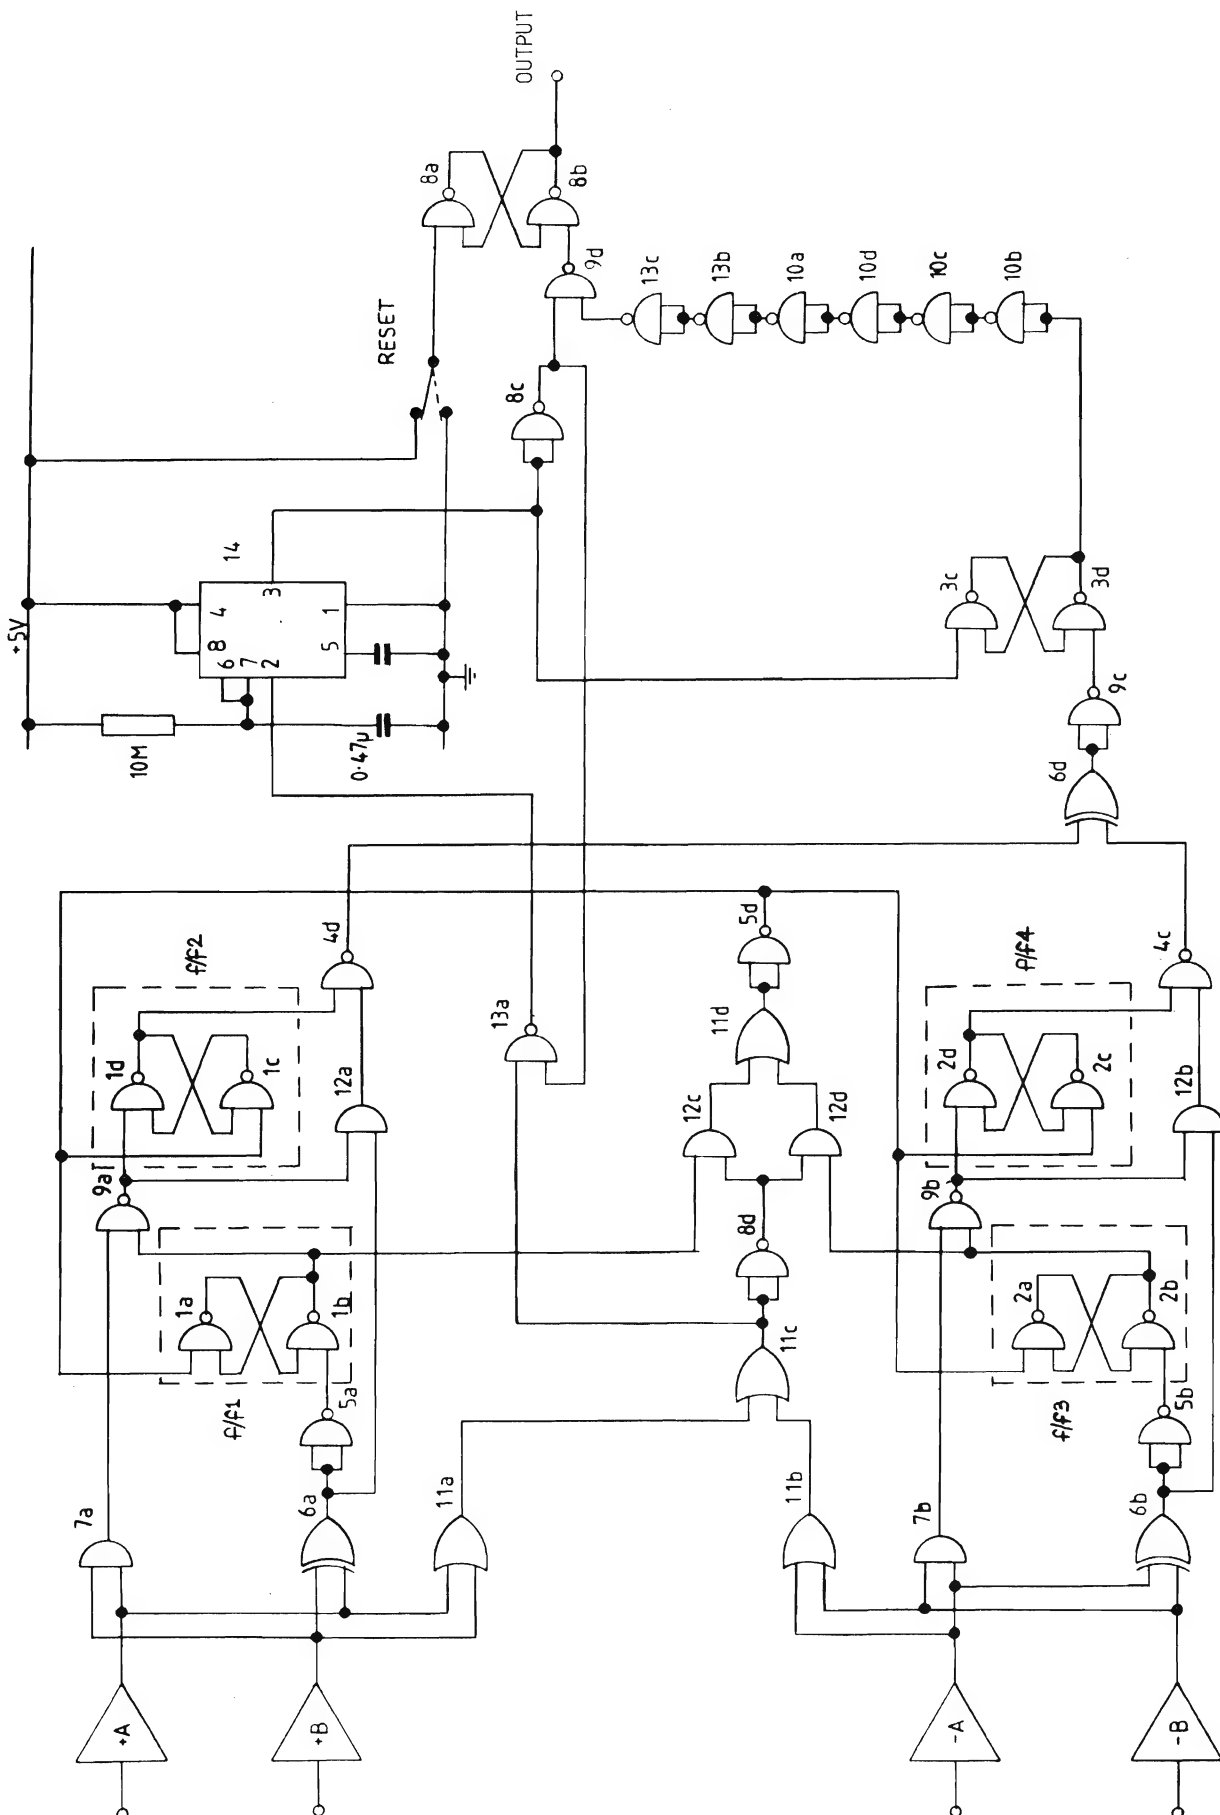 OUTPUT
8a
8b
RESET
9d
13c
13b
10a
10d
10c
10b
8c
+5V
14
4
8
6
7
2
3
5
1
10M
0·47µ
3c
3d
9c
6d
f/f2
4d
1d
1c
12a
9a
13a
5d
11d
12c
12d
8d
11c
f/f4
4c
2d
2c
12b
9b
1a
1b
f/f1
5a
2a
2b
f/f3
5b
7a
6a
11a
11b
7b
6b
+A
+B
-A
-B